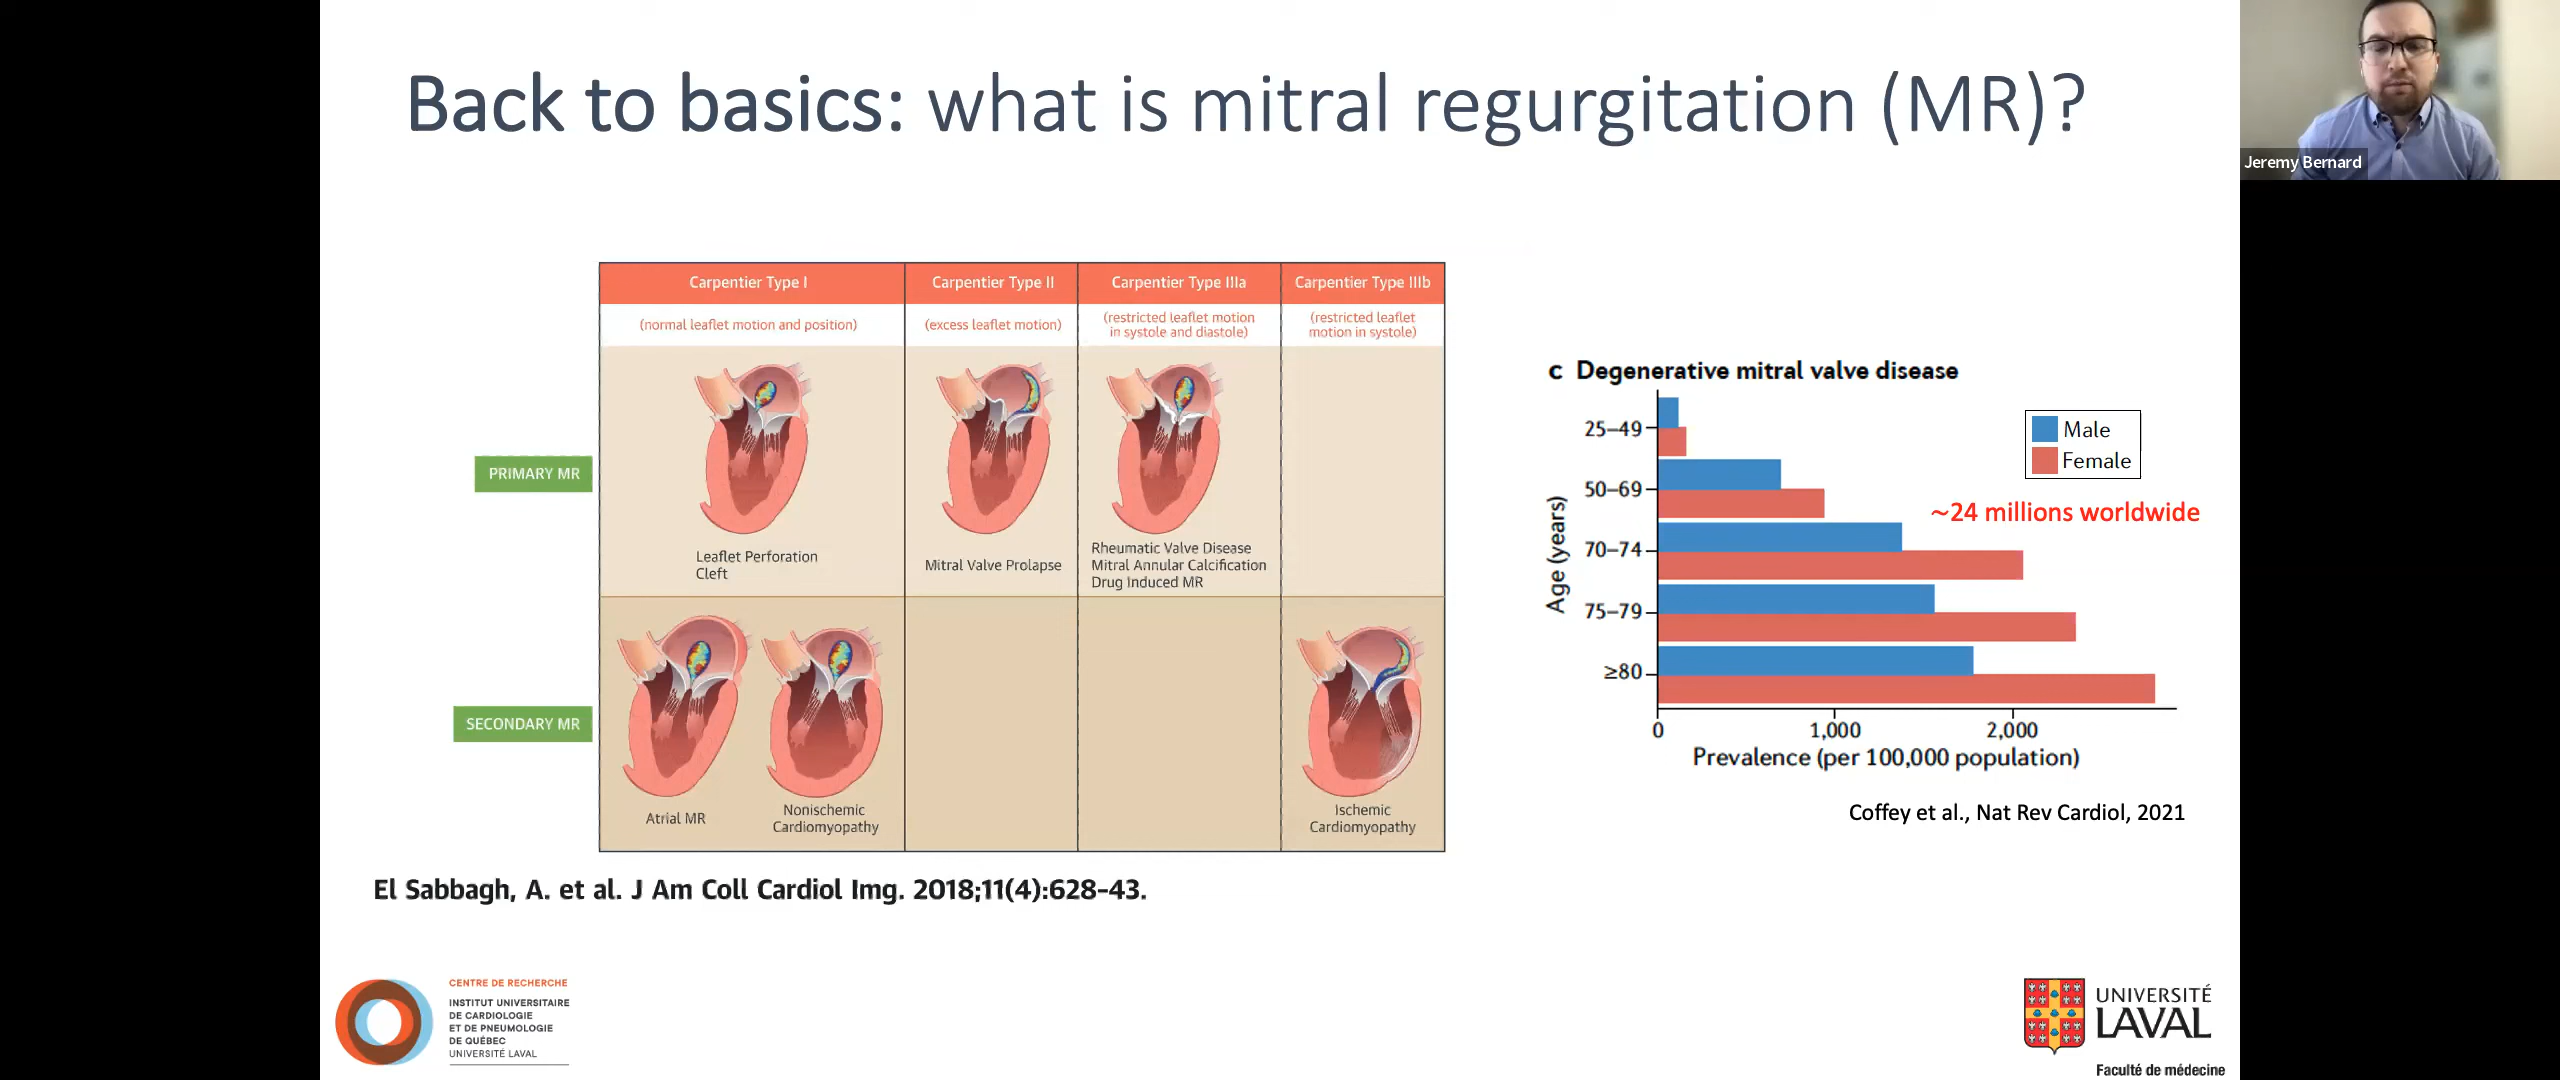 Back to basics: what is mitral regurgitation (MR)?
Jeremy Bernard
Carpentier Type I
Carpentier Type II
Carpentier Type IIIa
Carpentier Type IIIb
(normal leaflet motion and position)
(excess leaflet motion)
(restricted leaflet motion
in systole and diastole)
(restricted leaflet
motion in systole)
PRIMARY MR
Leaflet Perforation
Cleft
Mitral Valve Prolapse
Rheumatic Valve Disease
Mitral Annular Calcification
Drug Induced MR
SECONDARY MR
Atrial MR
Nonischemic
Cardiomyopathy
Ischemic
Cardiomyopathy
El Sabbagh, A. et al. J Am Coll Cardiol Img. 2018;11(4):628-43.
c Degenerative mitral valve disease
Male
Female
~24 millions worldwide
Age (years)
25–49
50–69
70–74
75–79
≥80
0
1,000
2,000
Prevalence (per 100,000 population)
Coffey et al., Nat Rev Cardiol, 2021
CENTRE DE RECHERCHE
INSTITUT UNIVERSITAIRE
DE CARDIOLOGIE
ET DE PNEUMOLOGIE
DE QUÉBEC
UNIVERSITÉ LAVAL
UNIVERSITÉ
LAVAL
Faculté de médecine